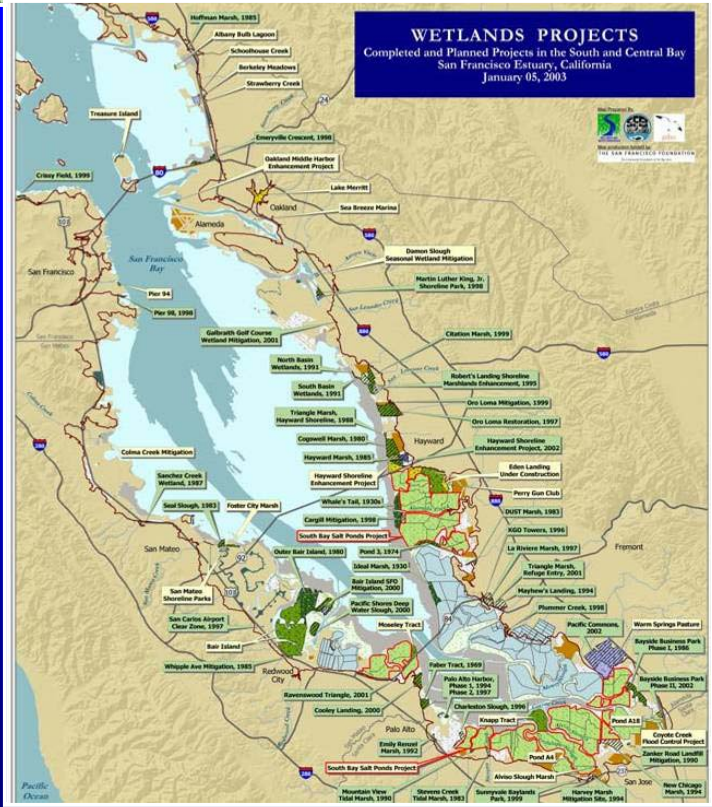 WETLANDS PROJECTS
Completed and Planned Projects in the South and Central Bay
San Francisco Estuary, California
January 05, 2003
Map Prepared By
THE SAN FRANCISCO FOUNDATION
Hoffman Marsh, 1985
Albany Bulb Lagoon
Schoolhouse Creek
Berkeley Meadows
Strawberry Creek
Treasure Island
Emeryville Crescent, 1998
Oakland Middle Harbor
Enhancement Project
Crissy Field, 1999
Lake Merritt
Oakland
Sea Breeze Marina
Alameda
San Francisco
Bay
Damon Slough
Seasonal Wetland Mitigation
Martin Luther King, Jr.
Shoreline Park, 1998
San Francisco
Pier 94
Pier 98, 1998
San Leandro Creek
Galbraith Golf Course
Wetland Mitigation, 2001
Citation Marsh, 1999
North Basin
Wetlands, 1991
South Basin
Wetlands, 1991
Robert's Landing Shoreline
Marshlands Enhancement, 1995
Oro Loma Mitigation, 1999
Oro Loma Restoration, 1997
Triangle Marsh,
Hayward Shoreline, 1988
Cogswell Marsh, 1980
Hayward
Hayward Shoreline
Enhancement Project, 2002
Hayward Marsh, 1985
Colma Creek Mitigation
Hayward Shoreline
Enhancement Project
Eden Landing
Under Construction
Sanchez Creek
Wetland, 1987
Perry Gun Club
Whale's Tail, 1930s
Seal Slough, 1983
Foster City Marsh
Cargill Mitigation, 1998
DUST Marsh, 1983
KGO Towers, 1996
South Bay Salt Ponds Project
Pond 3, 1974
La Riviere Marsh, 1997
Fremont
San Mateo
Outer Bair Island, 1980
Ideal Marsh, 1930
Triangle Marsh,
Refuge Entry, 2001
Bair Island SFO
Mitigation, 2000
Mayhew's Landing, 1994
San Mateo
Shoreline Parks
Pacific Shores Deep
Water Slough, 2000
Plummer Creek, 1998
San Carlos Airport
Clear Zone, 1997
Moseley Tract
Pacific Commons,
2002
Warm Springs Pasture
Bair Island
Bayside Business Park
Phase I, 1986
Whipple Ave Mitigation, 1985
Redwood
City
Faber Tract, 1969
Bayside Business Park
Phase II, 2002
Ravenswood Triangle, 2001
Palo Alto Harbor,
Phase 1, 1994
Phase 2, 1997
Cooley Landing, 2000
Charleston Slough, 1996
Knapp Tract
Pond A18
Palo Alto
Coyote Creek
Flood Control Project
Emily Renzel
Marsh, 1992
Pond A4
Zanker Road Landfill
Mitigation, 1990
South Bay Salt Ponds Project
Alviso Slough Marsh
San Jose
Pacific
Ocean
Mountain View
Tidal Marsh, 1990
Stevens Creek
Tidal Marsh, 1983
Sunnyvale Baylands
Park, 1999
Harvey Marsh
Mitigation Site, 1994
New Chicago
Marsh, 1994